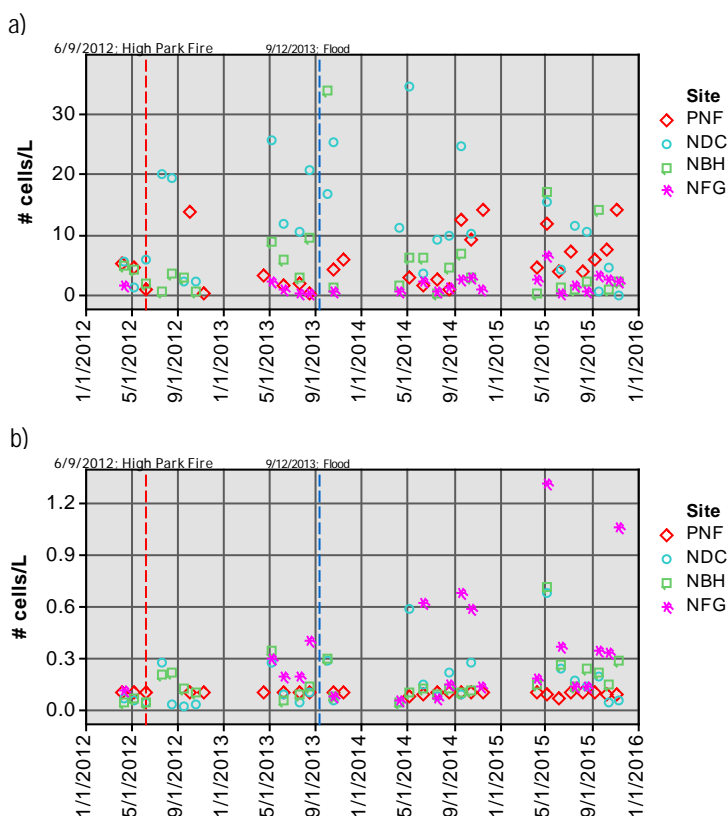 a)
6/9/2012; High Park Fire
9/12/2013; Flood
# cells/L
30
20
10
0
1/1/2012
5/1/2012
9/1/2012
1/1/2013
5/1/2013
9/1/2013
1/1/2014
5/1/2014
9/1/2014
1/1/2015
5/1/2015
9/1/2015
1/1/2016
Site
PNF
NDC
NBH
NFG
b)
6/9/2012; High Park Fire
9/12/2013; Flood
# cells/L
1.2
0.9
0.6
0.3
0.0
1/1/2012
5/1/2012
9/1/2012
1/1/2013
5/1/2013
9/1/2013
1/1/2014
5/1/2014
9/1/2014
1/1/2015
5/1/2015
9/1/2015
1/1/2016
Site
PNF
NDC
NBH
NFG